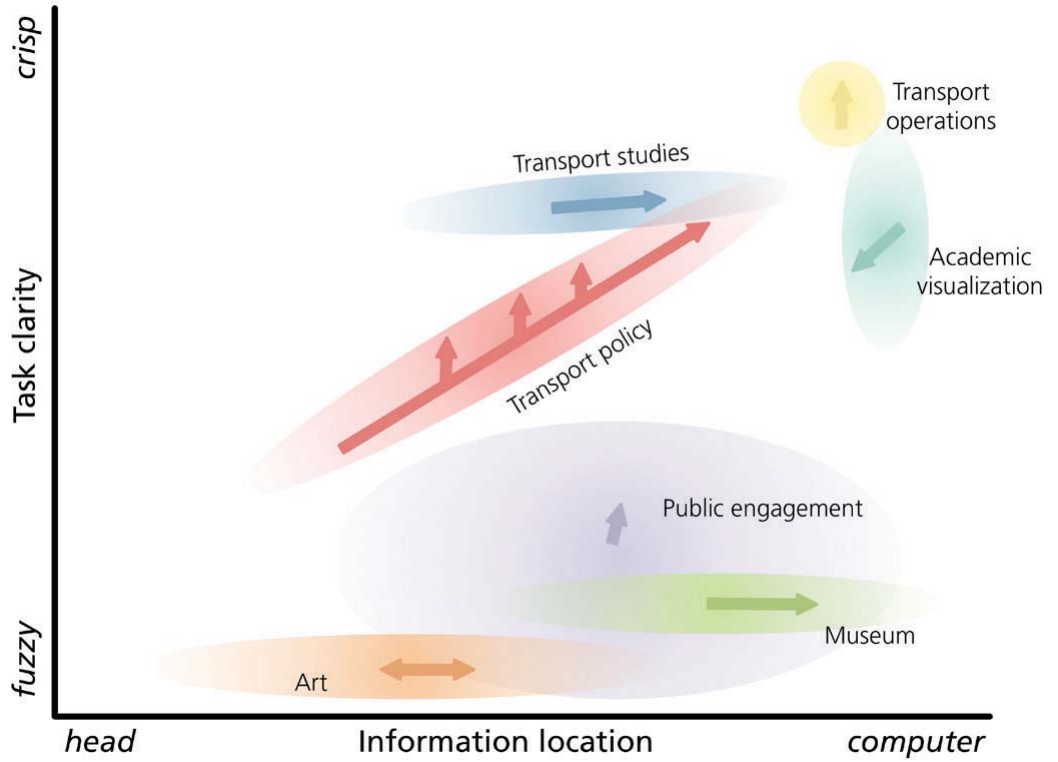 crisp
Transport
operations
Transport studies
Academic
visualization
Task clarity
Transport policy
Public engagement
Museum
fuzzy
Art
head
Information location
computer